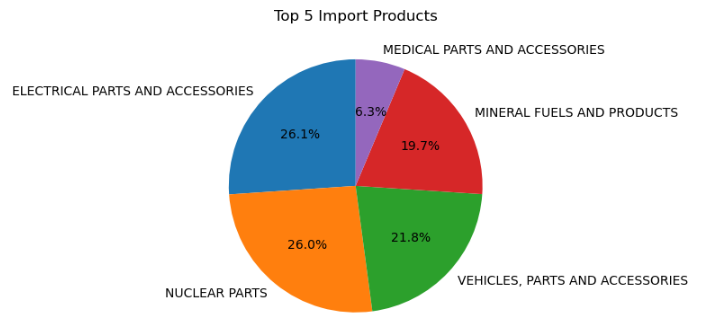 Top 5 Import Products
MEDICAL PARTS AND ACCESSORIES
ELECTRICAL PARTS AND ACCESSORIES
MINERAL FUELS AND PRODUCTS
6.3%
26.1%
19.7%
26.0%
21.8%
NUCLEAR PARTS
VEHICLES, PARTS AND ACCESSORIES